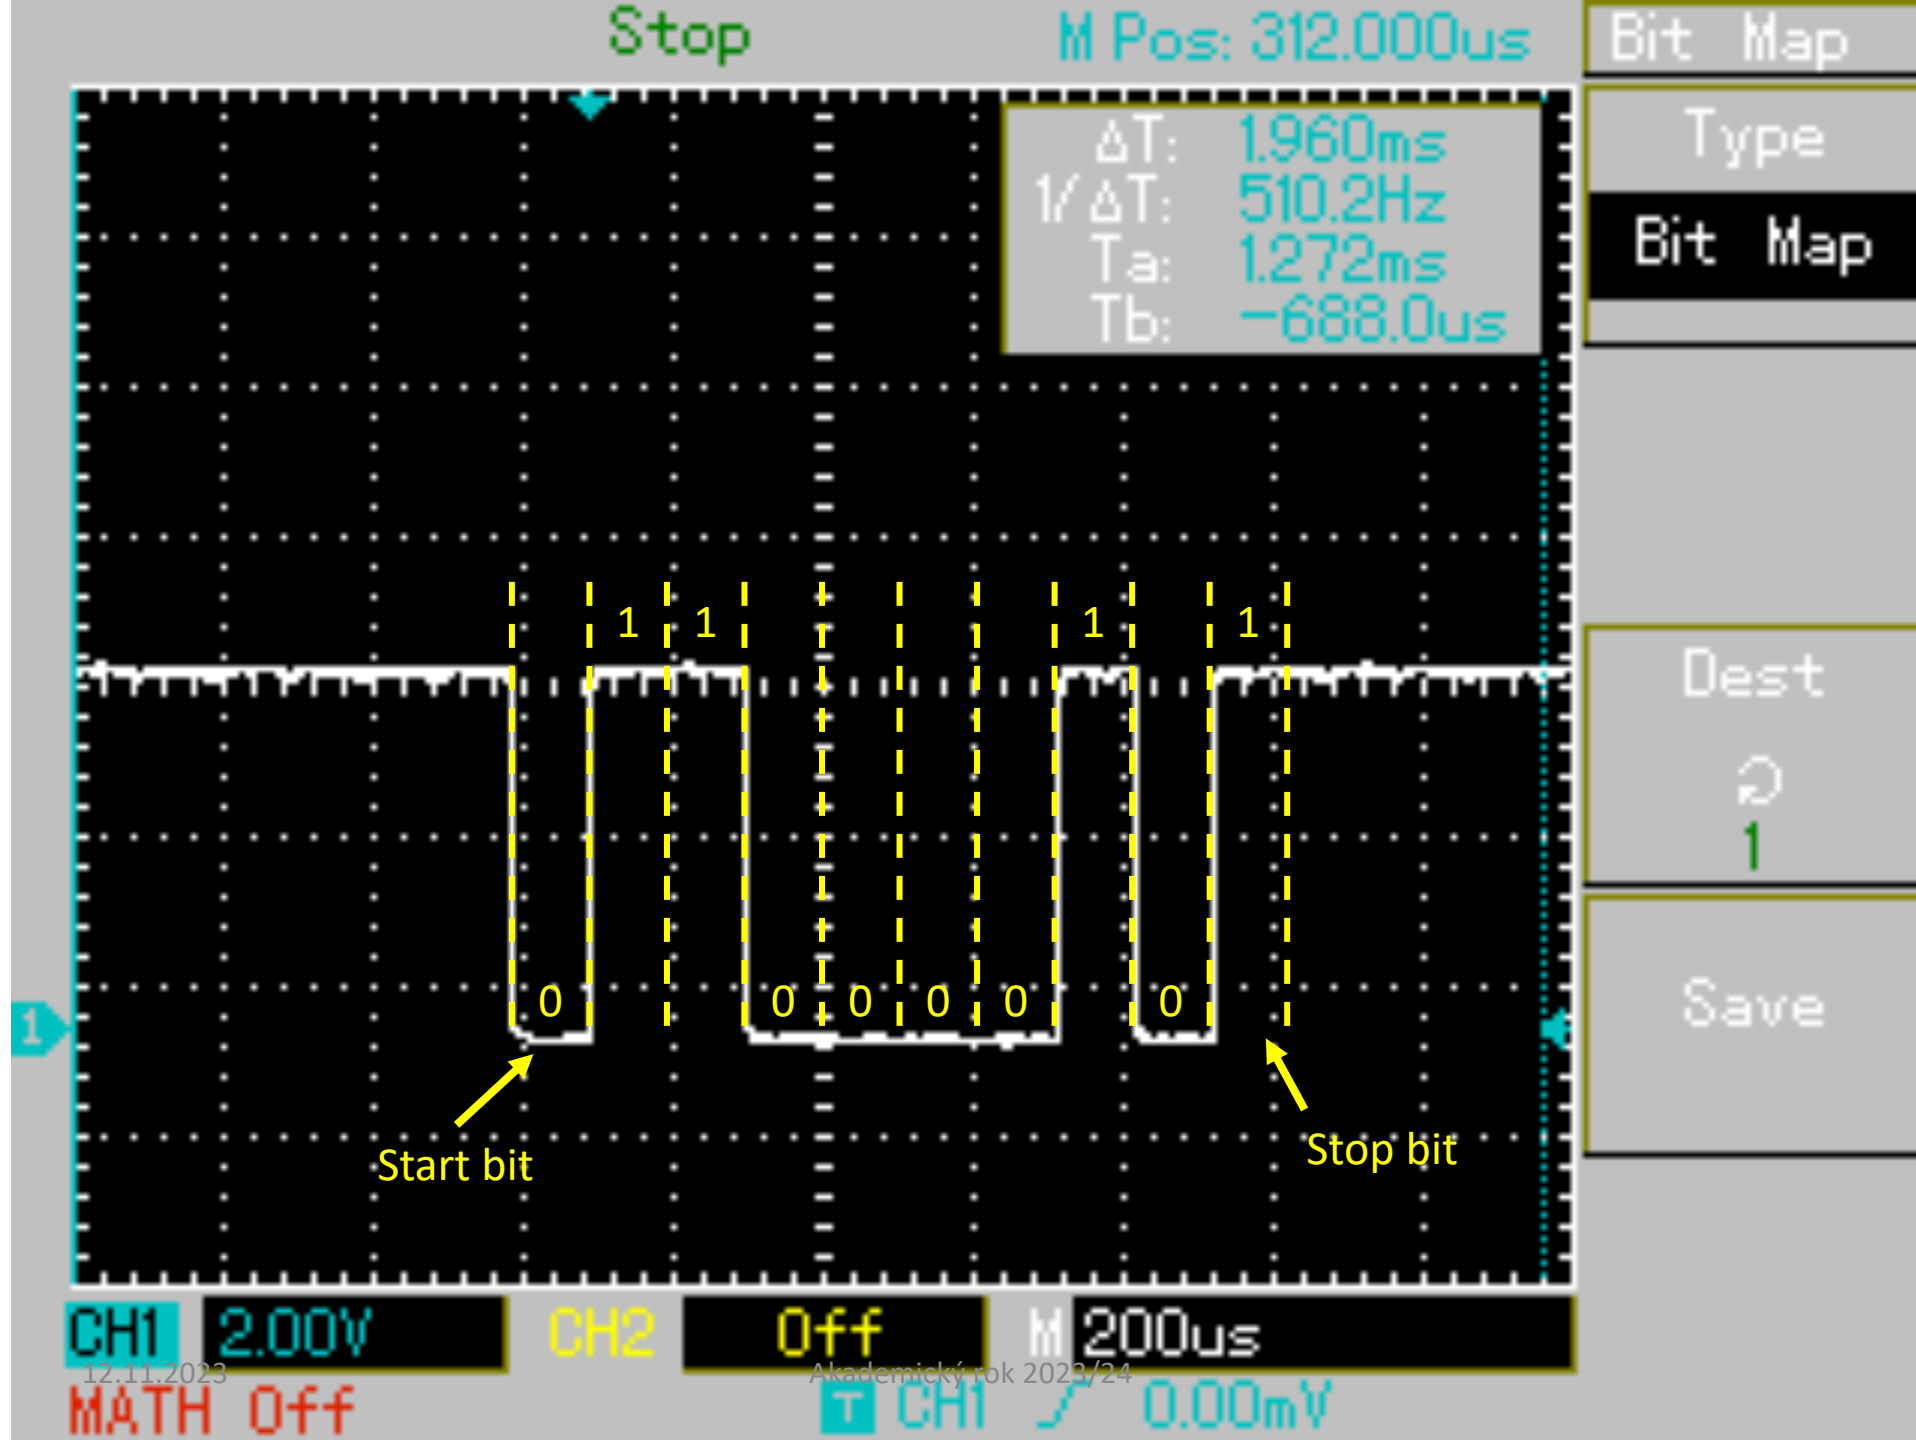 Stop M Pos: 312.000us Bit Map
ΔT: 1.960ms
1/ΔT: 510.2Hz
Ta: 1.272ms
Tb: -688.0us
Type
Bit Map
1 1 1 1
Dest
1
0 0 0 0 0 0
1
Start bit
Stop bit
Save
CH1 2.00V CH2 Off M 200us
12.11.2023 Akademický rok 2023/24
MATH Off T CH1 0.00mV